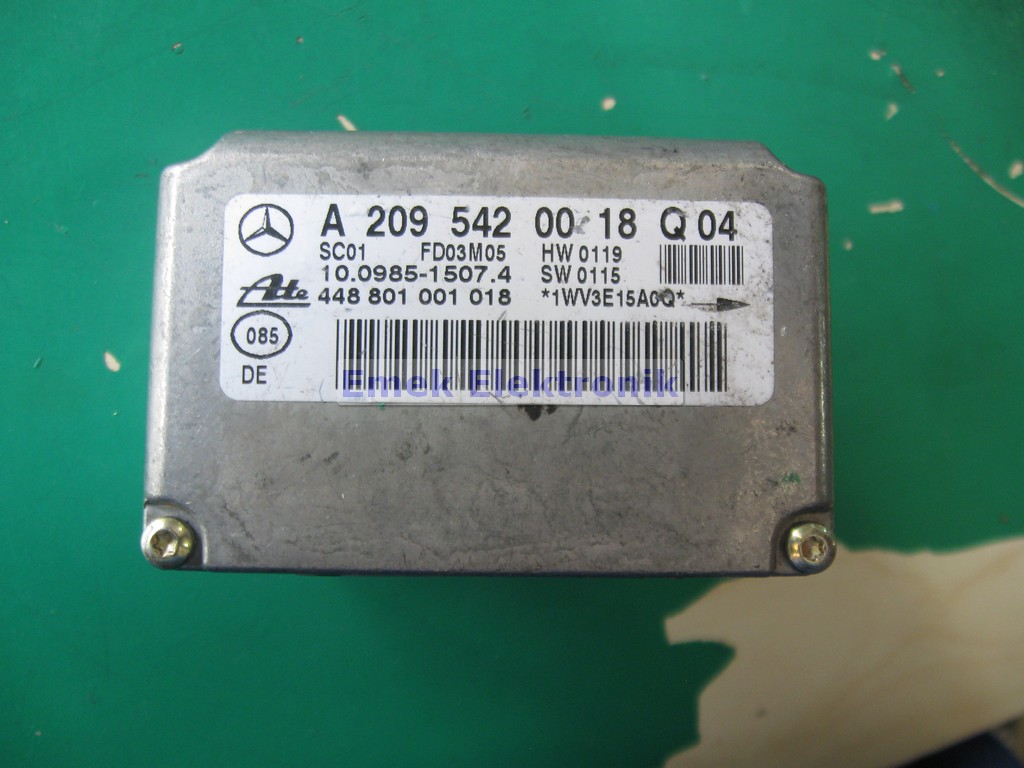 A 209 542 00 18 Q 04
SC01 FD03M05 HW 0119
10.0985-1507.4 SW 0115
Ate 448 801 001 018 *1WV3E15A0Q*
085
DE
Emek Elektronik